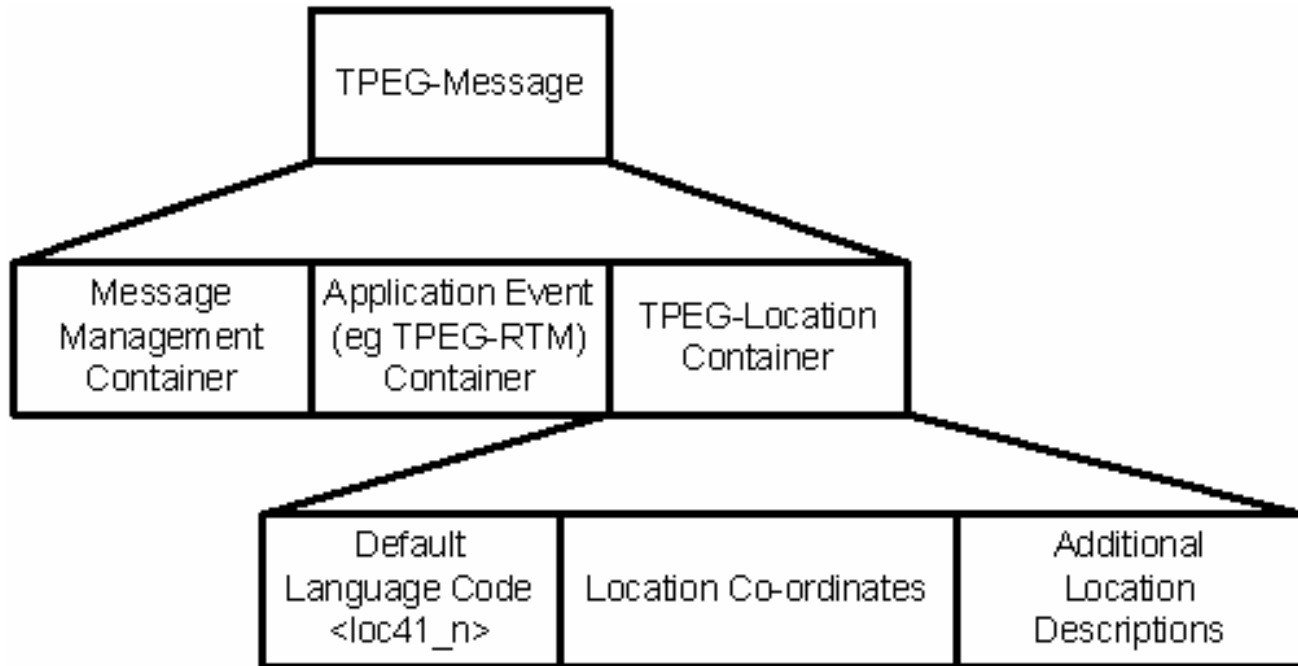 TPEG-Message
Message
Management
Container
Application Event
(eg TPEG-RTM)
Container
TPEG-Location
Container
Default
Language Code
<loc41_n>
Location Co-ordinates
Additional
Location
Descriptions